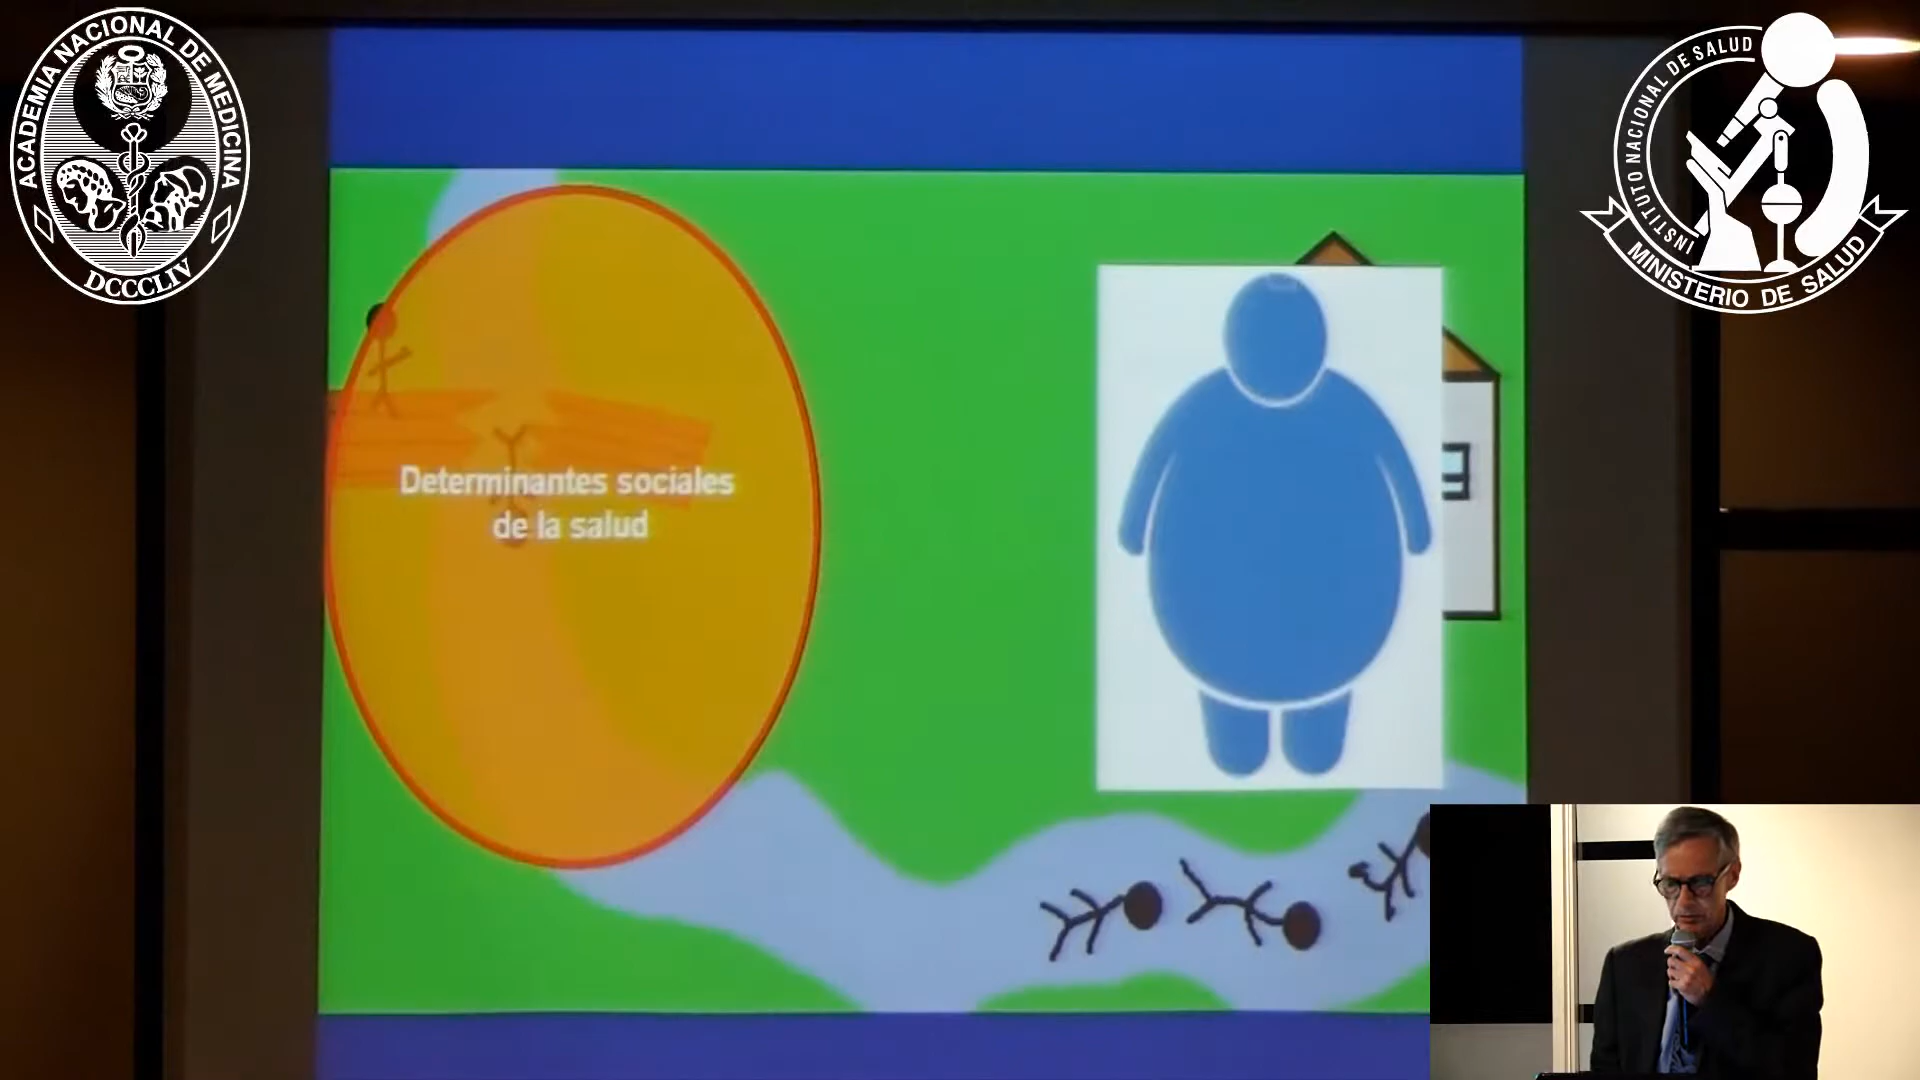 ACADEMIA NACIONAL DE MEDICINA
DCCCLIV
INSTITUTO NACIONAL DE SALUD
MINISTERIO DE SALUD
Determinantes sociales
de la salud